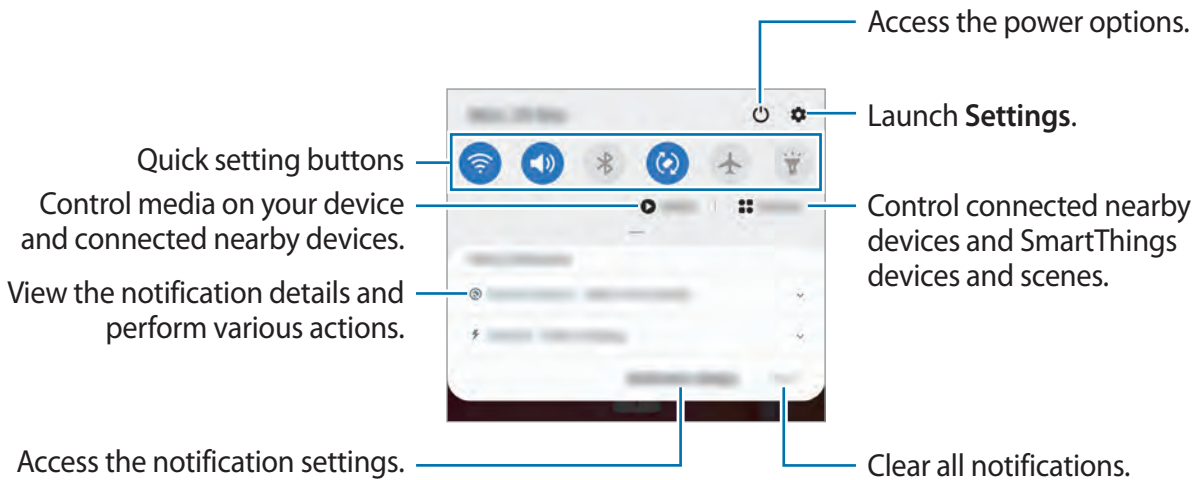 Access the power options.
Launch Settings.
Quick setting buttons
Control media on your device
and connected nearby devices.
Control connected nearby
devices and SmartThings
devices and scenes.
View the notification details and
perform various actions.
Access the notification settings.
Clear all notifications.